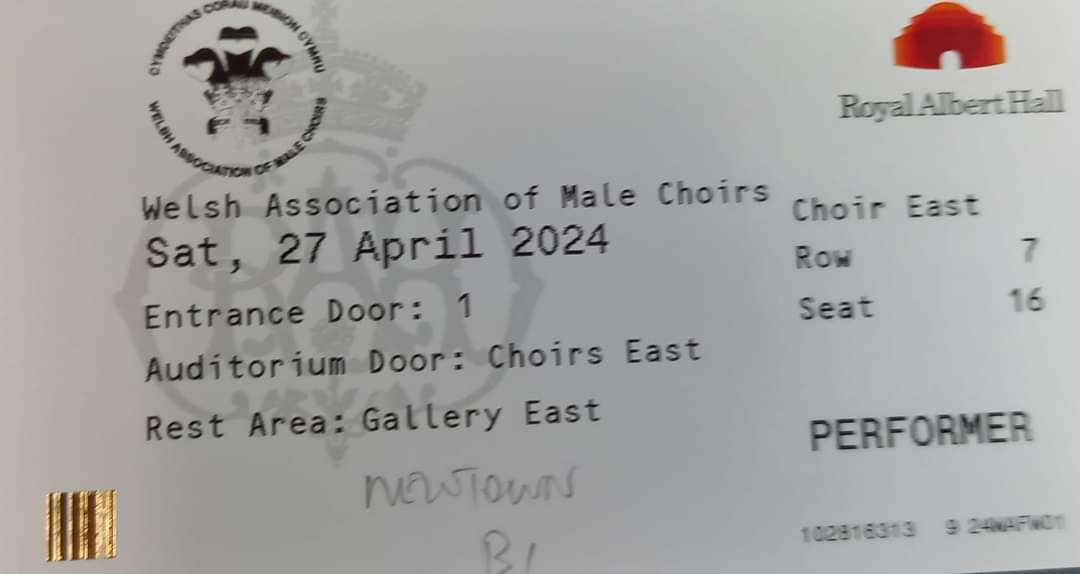 CYMDEITHAS CORAU MEIBION CYMRU
WELSH ASSOCIATION OF MALE CHOIRS
Royal Albert Hall
Welsh Association of Male Choirs
Sat, 27 April 2024
Entrance Door: 1
Auditorium Door: Choirs East
Rest Area: Gallery East
Choir East
Row 7
Seat 16
PERFORMER
NEWTOWN
B1
102816313